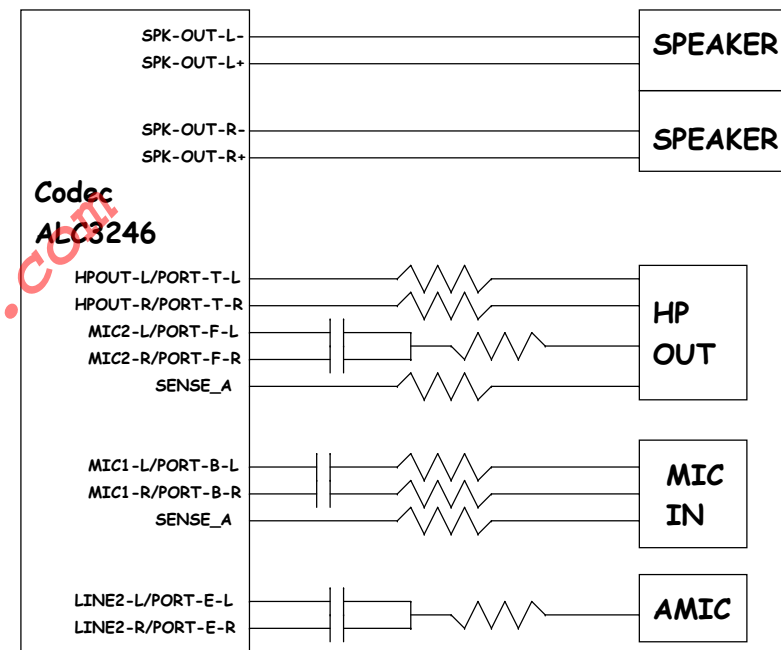 SPK-OUT-L-
SPK-OUT-L+
SPEAKER
SPK-OUT-R-
SPK-OUT-R+
SPEAKER
Codec
ALC3246
.com
HPOUT-L/PORT-T-L
HPOUT-R/PORT-T-R
MIC2-L/PORT-F-L
MIC2-R/PORT-F-R
SENSE_A
HP
OUT
MIC1-L/PORT-B-L
MIC1-R/PORT-B-R
SENSE_A
MIC
IN
LINE2-L/PORT-E-L
LINE2-R/PORT-E-R
AMIC